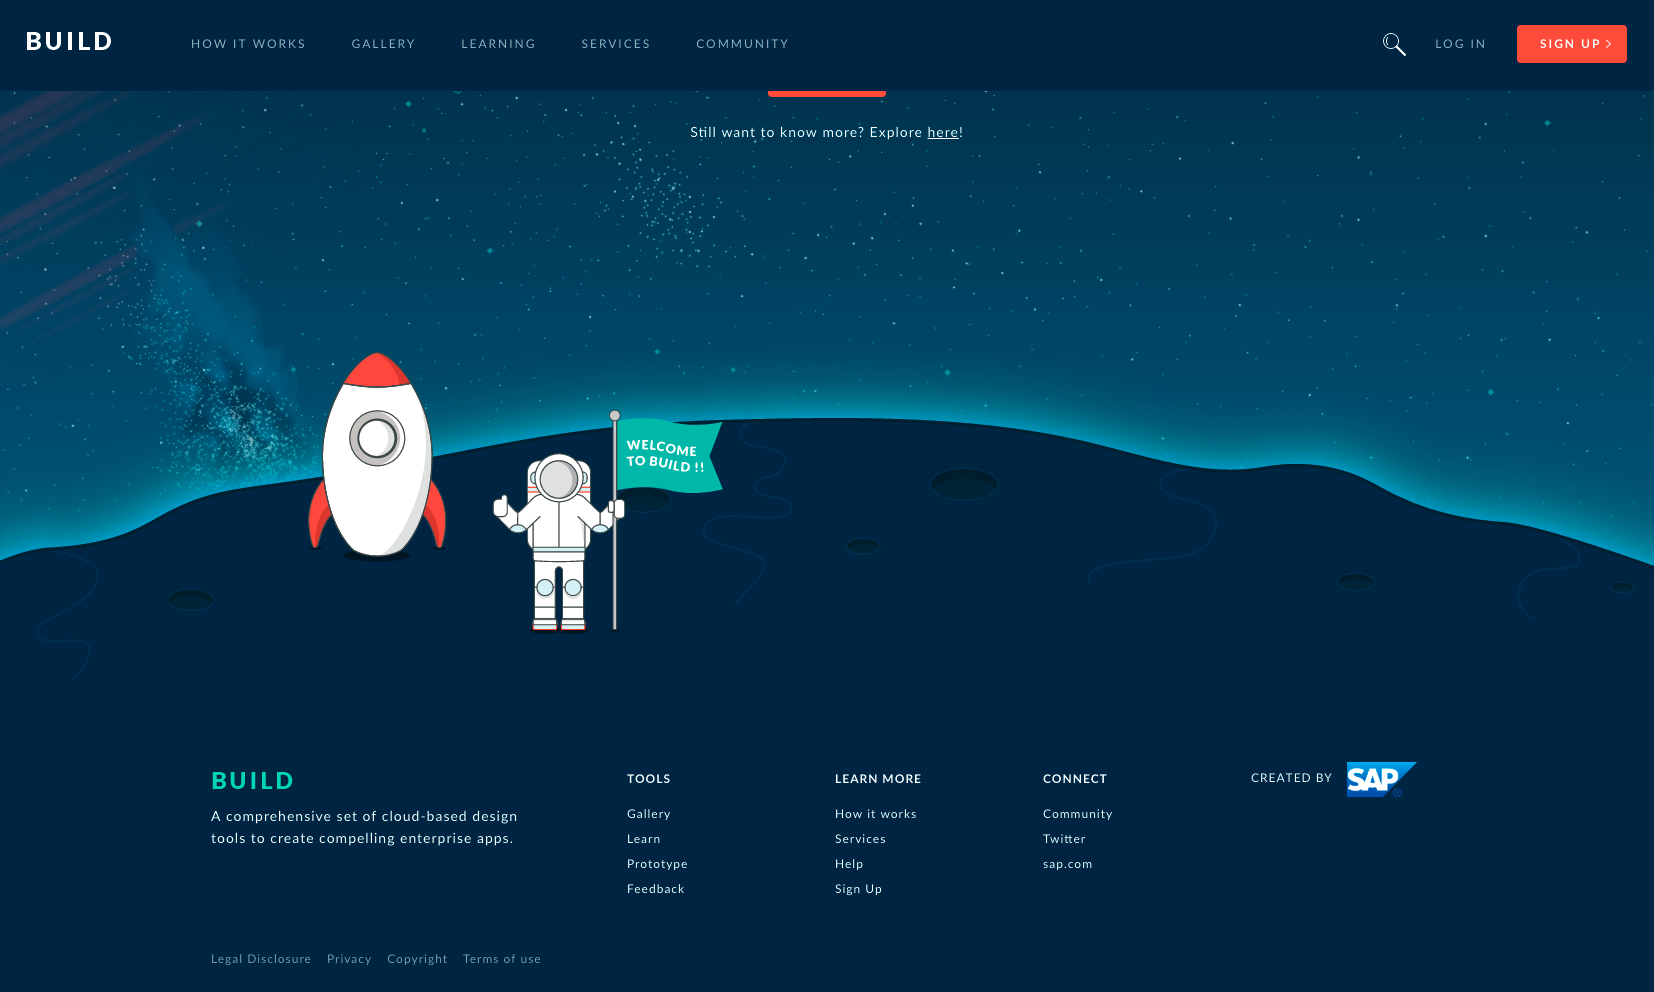 BUILD
HOW IT WORKS GALLERY LEARNING SERVICES COMMUNITY
LOG IN
SIGN UP >
Still want to know more? Explore here!
WELCOME
TO BUILD !!
BUILD
A comprehensive set of cloud-based design
tools to create compelling enterprise apps.
TOOLS
Gallery
Learn
Prototype
Feedback
LEARN MORE
How it works
Services
Help
Sign Up
CONNECT
Community
Twitter
sap.com
CREATED BY
SAP®
Legal Disclosure Privacy Copyright Terms of use